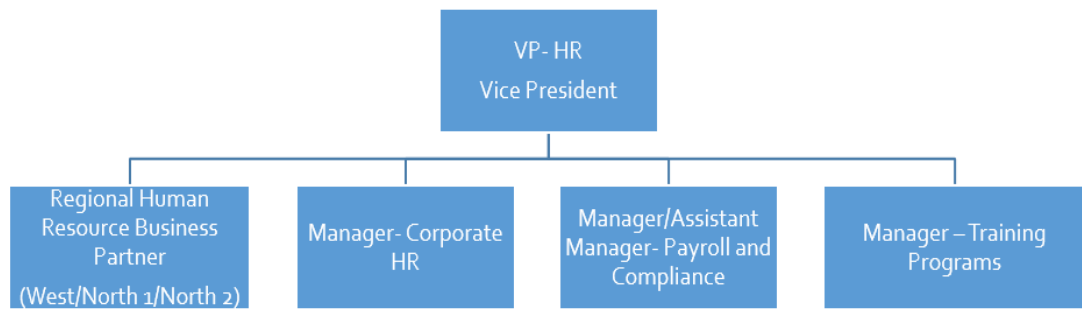 VP- HR
Vice President
Regional Human
Resource Business
Partner
(West/North 1/North 2)
Manager- Corporate
HR
Manager/Assistant
Manager- Payroll and
Compliance
Manager – Training
Programs